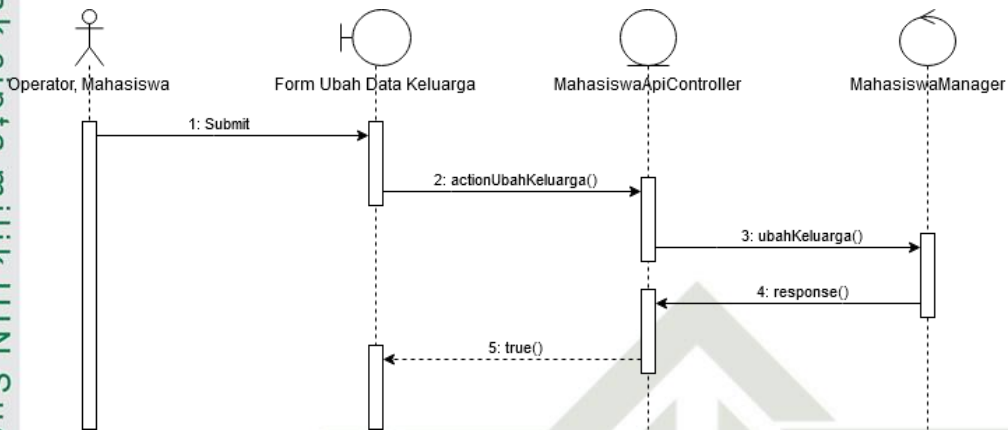 Operator, Mahasiswa
Form Ubah Data Keluarga
MahasiswaApiController
MahasiswaManager
1: Submit
2: actionUbahKeluarga()
3: ubahKeluarga()
4: response()
5: true()